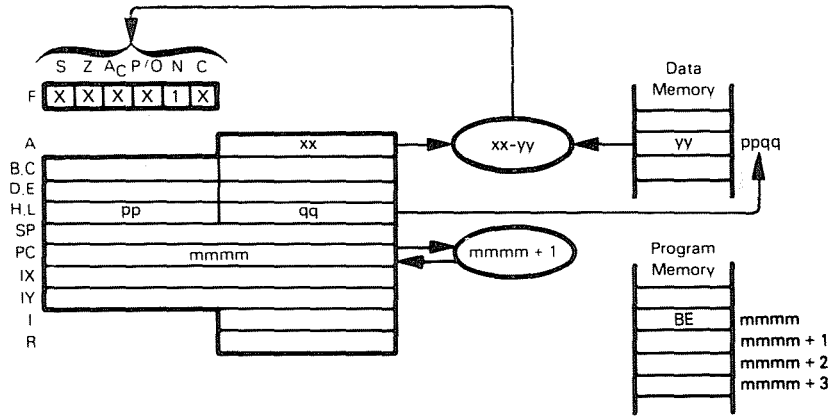 S Z AC P/O N C
F X X X X 1 X
Data
Memory
A xx xx-yy yy ppqq
B.C
D.E
H.L pp qq
SP
PC mmmm mmmm + 1
IX
IY
I
R
Program
Memory
BE mmmm
mmmm + 1
mmmm + 2
mmmm + 3